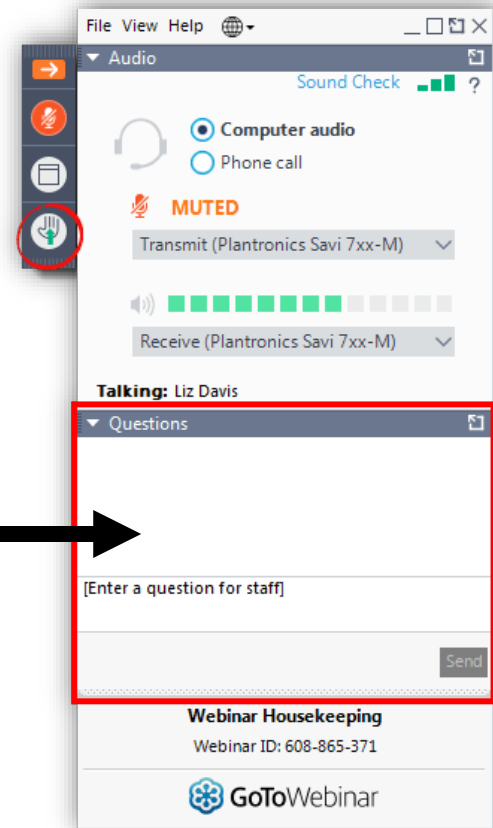 File View Help
Audio
Sound Check ?
Computer audio
Phone call
MUTED
Transmit (Plantronics Savi 7xx-M)
Receive (Plantronics Savi 7xx-M)
Talking: Liz Davis
Questions
[Enter a question for staff]
Send
Webinar Housekeeping
Webinar ID: 608-865-371
GoToWebinar